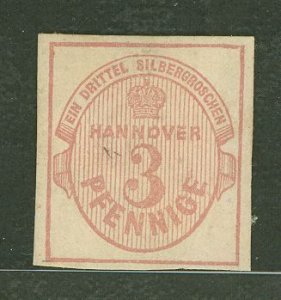 EIN DRITTEL SILBERGROSCHEN
HANNOVER
3
PFENNIGE